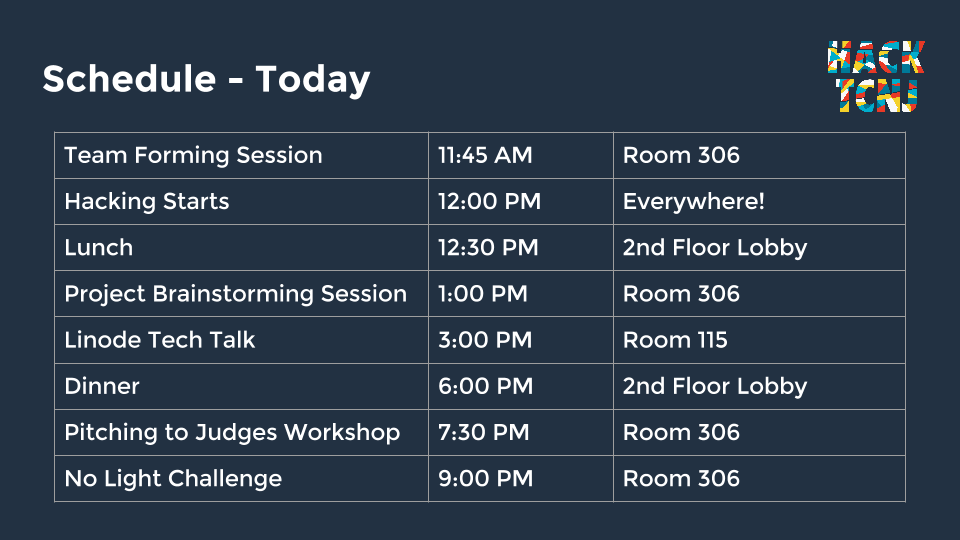 Schedule - Today
HACK
TCNJ
Team Forming Session 11:45 AM Room 306
Hacking Starts 12:00 PM Everywhere!
Lunch 12:30 PM 2nd Floor Lobby
Project Brainstorming Session 1:00 PM Room 306
Linode Tech Talk 3:00 PM Room 115
Dinner 6:00 PM 2nd Floor Lobby
Pitching to Judges Workshop 7:30 PM Room 306
No Light Challenge 9:00 PM Room 306